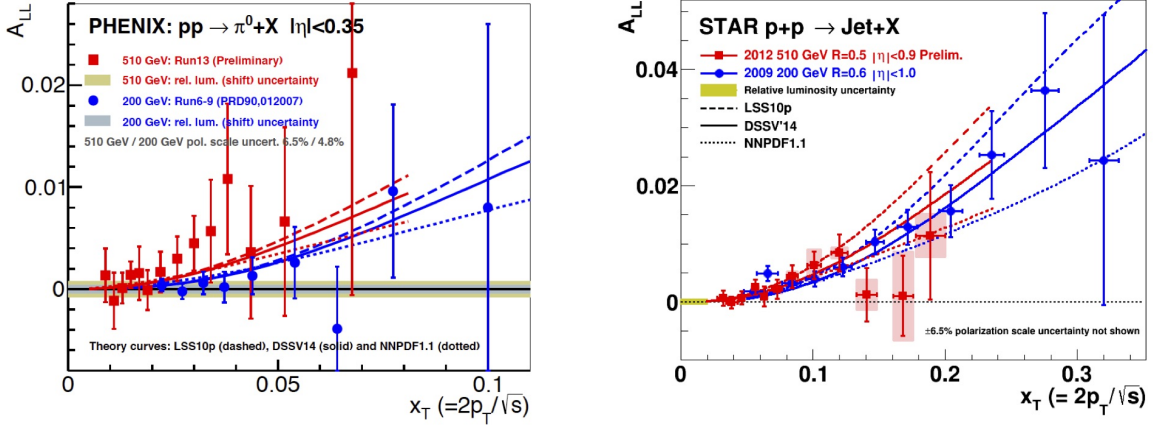 PHENIX: pp → π⁰+X |η|<0.35
510 GeV: Run13 (Preliminary)
510 GeV: rel. lum. (shift) uncertainty
200 GeV: Run6-9 (PRD90,012007)
200 GeV: rel. lum. (shift) uncertainty
510 GeV / 200 GeV pol. scale uncert. 6.5% / 4.8%
A_LL
0.02
0.01
0
Theory curves: LSS10p (dashed), DSSV14 (solid) and NNPDF1.1 (dotted)
0 0.05 0.1
x_T (=2p_T/√s)
STAR p+p → Jet+X
2012 510 GeV R=0.5 |η|<0.9 Prelim.
2009 200 GeV R=0.6 |η|<1.0
Relative luminosity uncertainty
LSS10p
DSSV'14
NNPDF1.1
A_LL
0.04
0.02
0
±6.5% polarization scale uncertainty not shown
0 0.1 0.2 0.3
x_T (= 2p_T/√s)